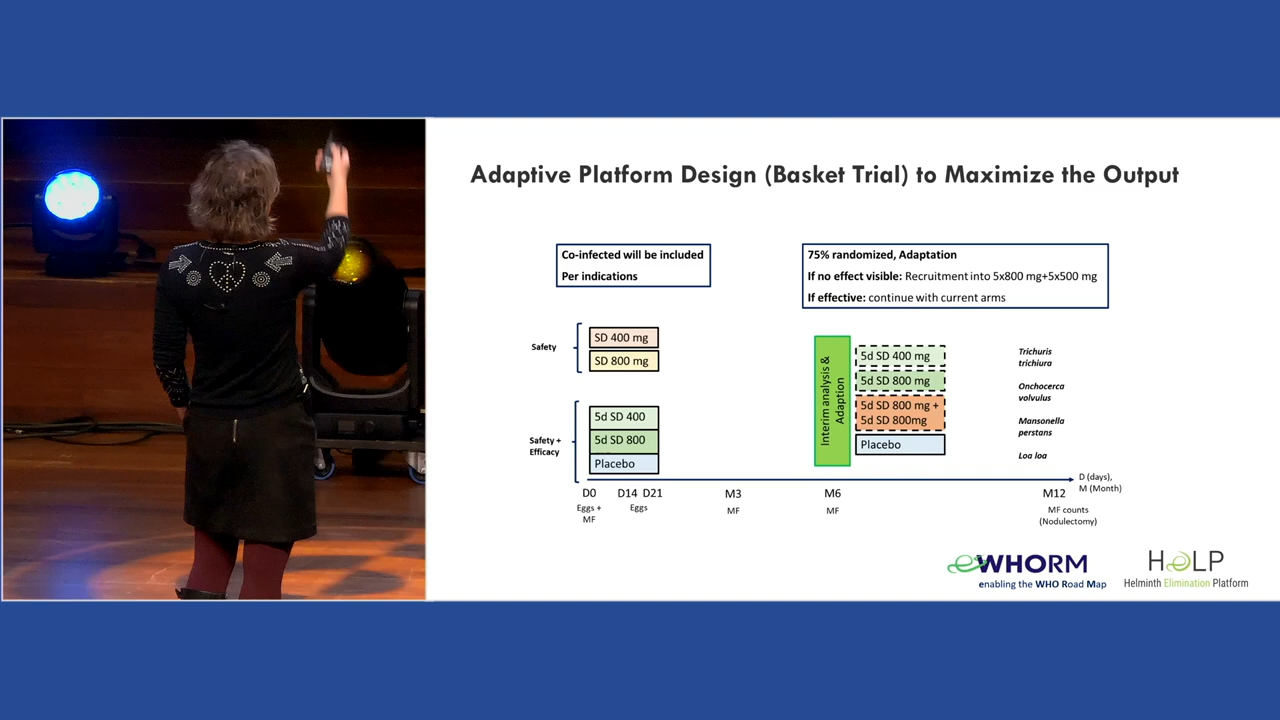 Adaptive Platform Design (Basket Trial) to Maximize the Output
Co-infected will be included
Per indications
75% randomized, Adaptation
If no effect visible: Recruitment into 5x800 mg+5x500 mg
If effective: continue with current arms
Safety
SD 400 mg
SD 800 mg
Safety +
Efficacy
5d SD 400
5d SD 800
Placebo
Interim analysis &
Adaption
5d SD 400 mg
5d SD 800 mg
5d SD 800 mg +
5d SD 800mg
Placebo
Trichuris
trichiura
Onchocerca
volvulus
Mansonella
perstans
Loa loa
D0
D14
D21
M3
M6
M12
D (days),
M (Month)
Eggs +
MF
Eggs
MF
MF
MF counts
(Nodulectomy)
eWHORM
enabling the WHO Road Map
HeLP
Helminth Elimination Platform